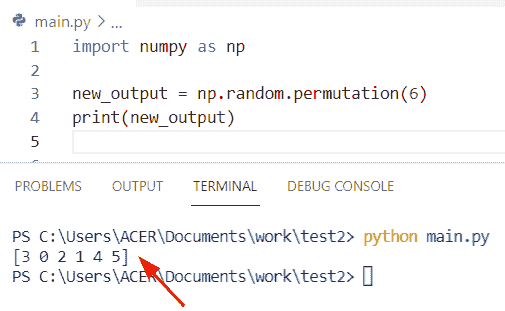 main.py > ...
1 import numpy as np
2
3 new_output = np.random.permutation(6)
4 print(new_output)
5
PROBLEMS OUTPUT TERMINAL DEBUG CONSOLE
PS C:\Users\ACER\Documents\work\test2> python main.py
[3 0 2 1 4 5]
PS C:\Users\ACER\Documents\work\test2>